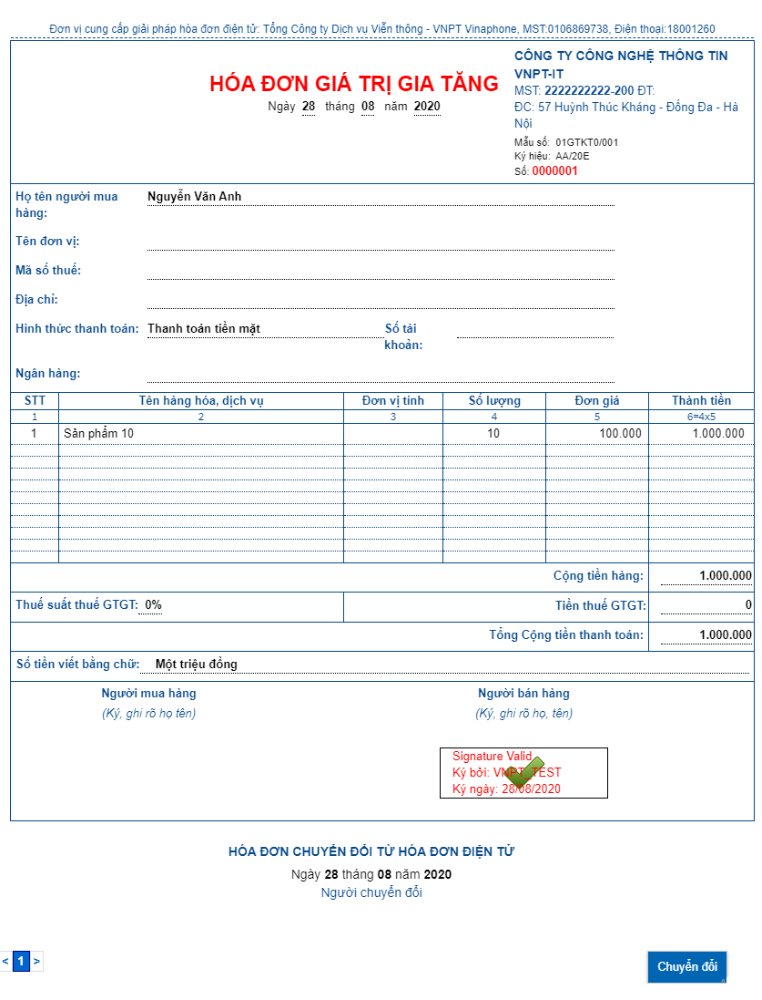 Đơn vị cung cấp giải pháp hóa đơn điện tử: Tổng Công ty Dịch vụ Viễn thông - VNPT Vinaphone, MST:0106869738, Điện thoại:18001260
HÓA ĐƠN GIÁ TRỊ GIA TĂNG
Ngày 28 tháng 08 năm 2020
CÔNG TY CÔNG NGHỆ THÔNG TIN
VNPT-IT
MST: 2222222222-200 ĐT:
ĐC: 57 Huỳnh Thúc Kháng - Đống Đa - Hà
Nội
Mẫu số: 01GTKT0/001
Ký hiệu: AA/20E
Số: 0000001
Họ tên người mua
hàng:
Nguyễn Văn Anh
Tên đơn vị:
Mã số thuế:
Địa chỉ:
Hình thức thanh toán: Thanh toán tiền mặt
Số tài
khoản:
Ngân hàng:
STT Tên hàng hóa, dịch vụ Đơn vị tính Số lượng Đơn giá Thành tiền
1 2 3 4 5 6=4x5
1 Sản phẩm 10 10 100.000 1.000.000
Cộng tiền hàng: 1.000.000
Thuế suất thuế GTGT: 0% Tiền thuế GTGT: 0
Tổng Cộng tiền thanh toán: 1.000.000
Số tiền viết bằng chữ: Một triệu đồng
Người mua hàng
(Ký, ghi rõ họ tên)
Người bán hàng
(Ký, ghi rõ họ, tên)
Signature Valid
Ký bởi: VNPT_TEST
Ký ngày: 28/08/2020
HÓA ĐƠN CHUYỂN ĐỔI TỪ HÓA ĐƠN ĐIỆN TỬ
Ngày 28 tháng 08 năm 2020
Người chuyển đổi
< 1 >
Chuyển đổi